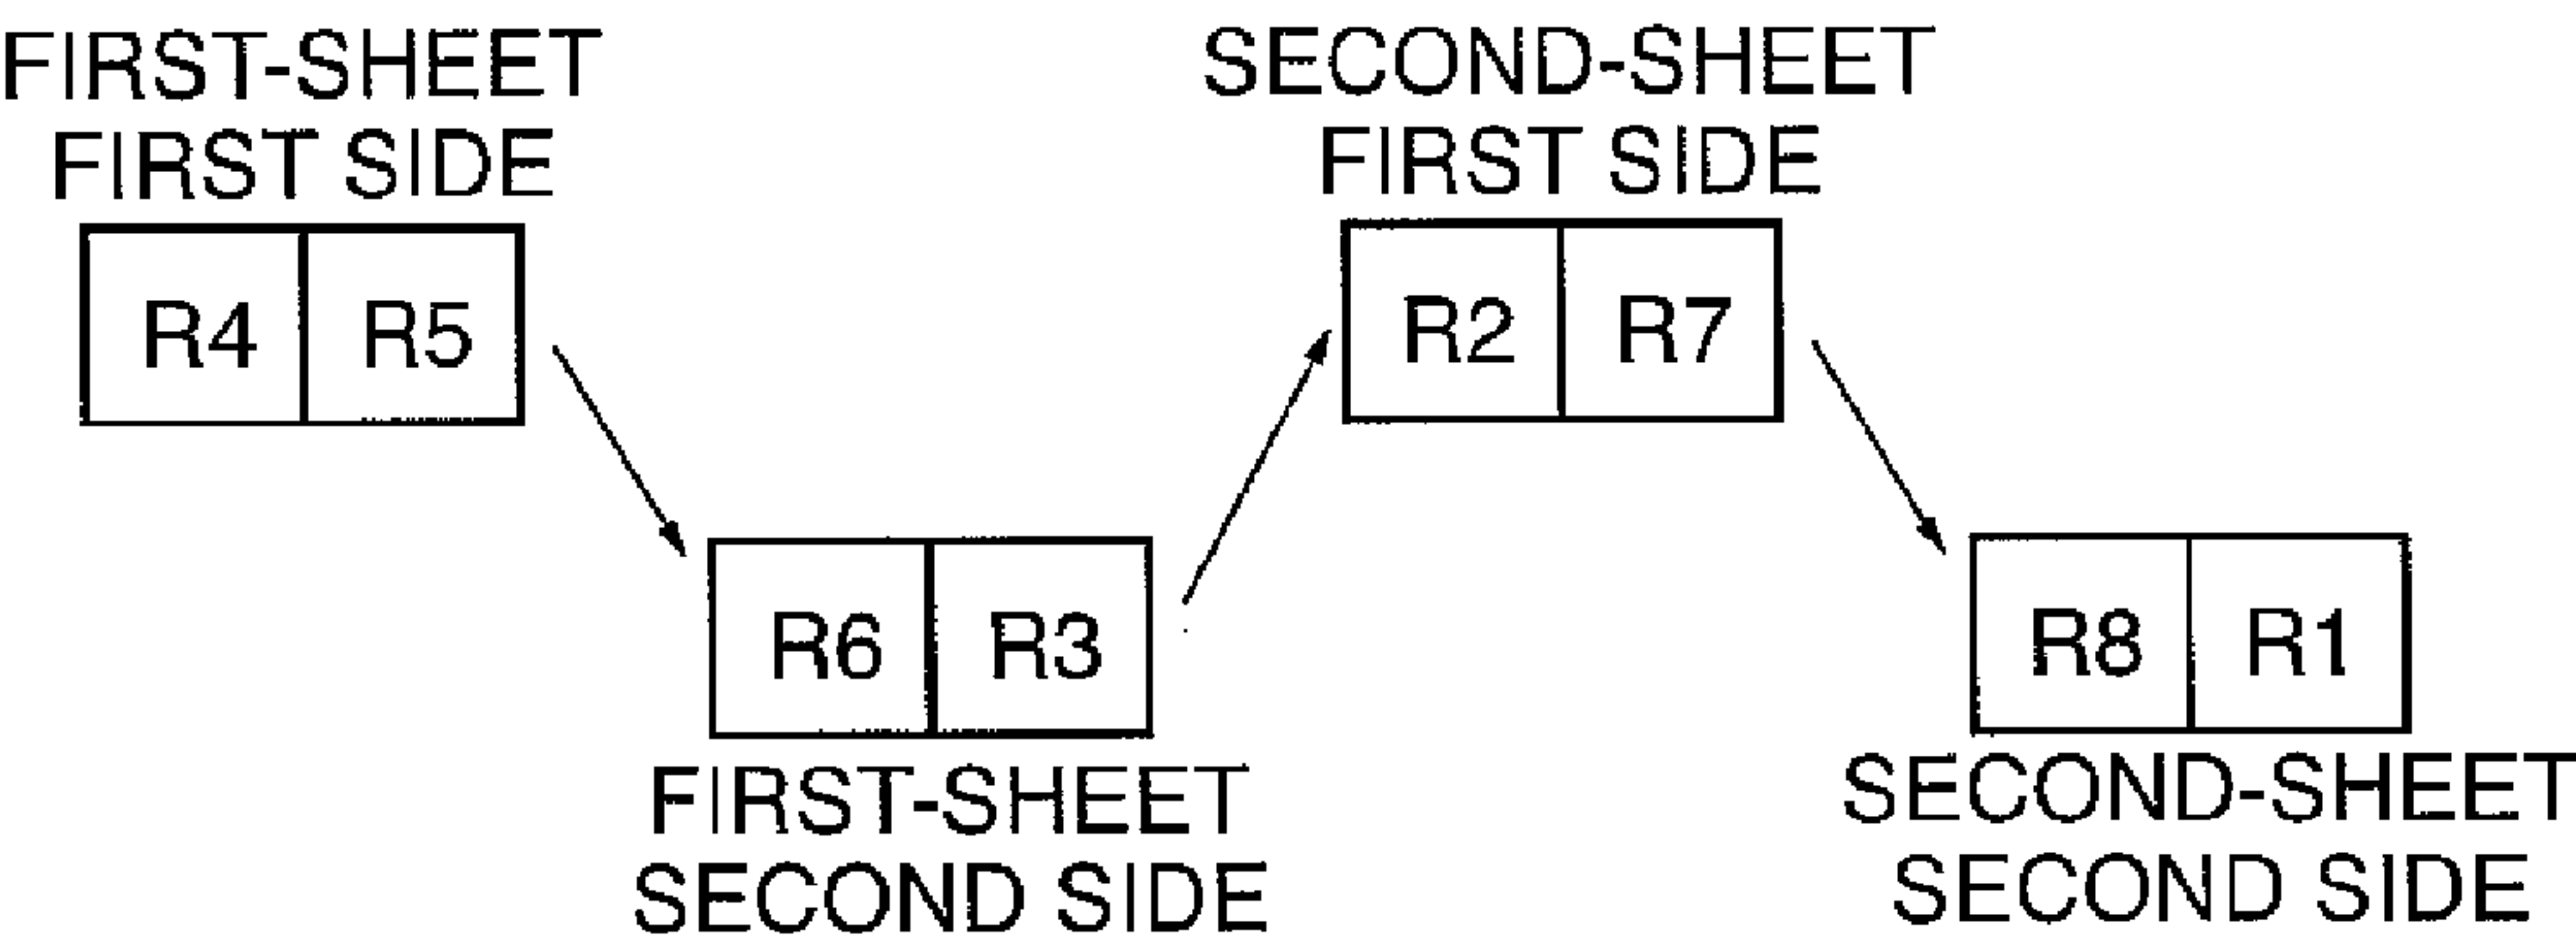 FIRST-SHEET
FIRST SIDE
R4 R5
R6 R3
FIRST-SHEET
SECOND SIDE
SECOND-SHEET
FIRST SIDE
R2 R7
R8 R1
SECOND-SHEET
SECOND SIDE